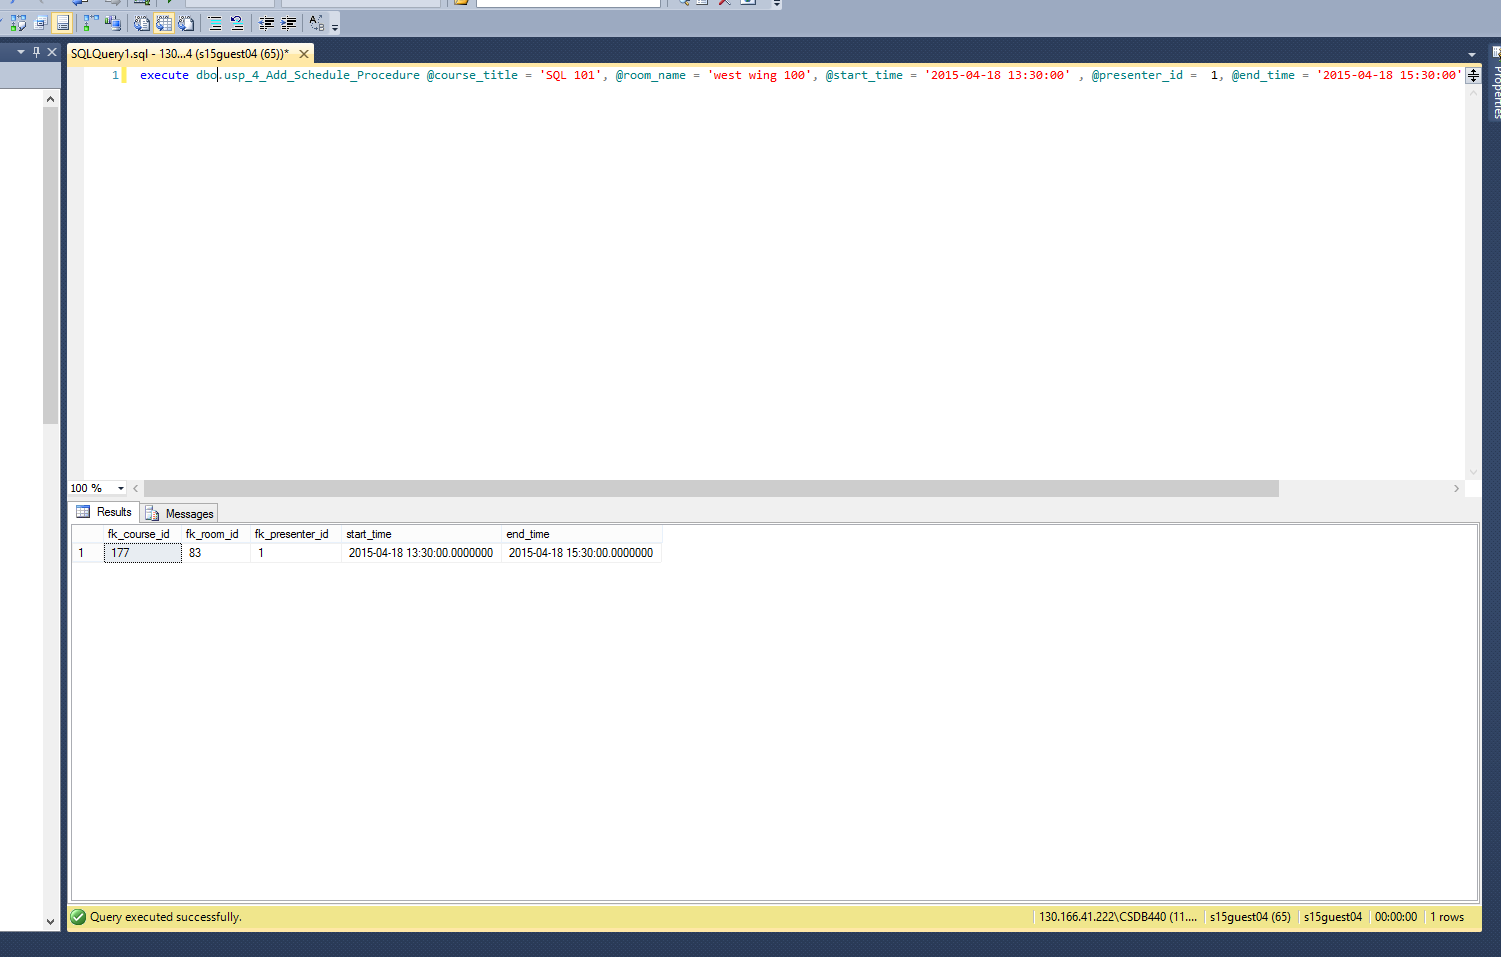 SQLQuery1.sql - 130...4 (s15guest04 (65))*
Properties
1 execute dbo.usp_4_Add_Schedule_Procedure @course_title = 'SQL 101', @room_name = 'west wing 100', @start_time = '2015-04-18 13:30:00' , @presenter_id =  1, @end_time = '2015-04-18 15:30:00'
100 %
Results Messages
fk_course_id fk_room_id fk_presenter_id start_time end_time
1 177 83 1 2015-04-18 13:30:00.0000000 2015-04-18 15:30:00.0000000
Query executed successfully. 130.166.41.222\CSDB440 (11.... s15guest04 (65) s15guest04 00:00:00 1 rows